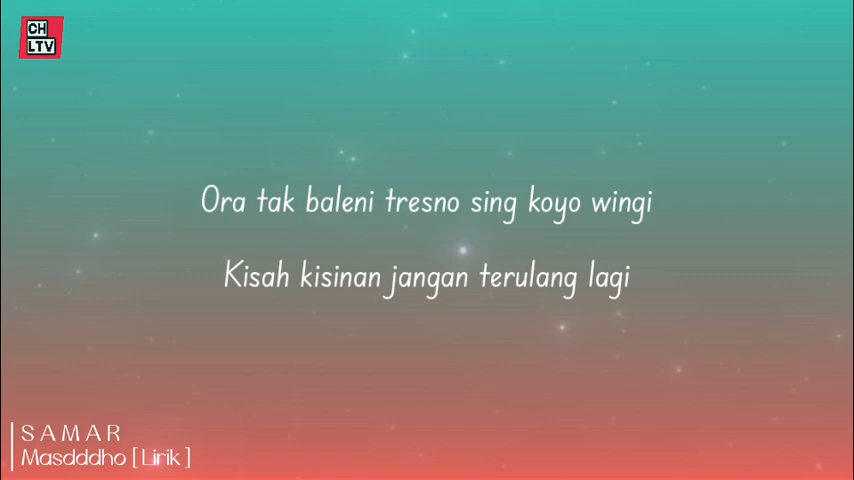 CH
LTV
Ora tak baleni tresno sing koyo wingi
Kisah kisinan jangan terulang lagi
SAMAR
Masdddho [Lirik]